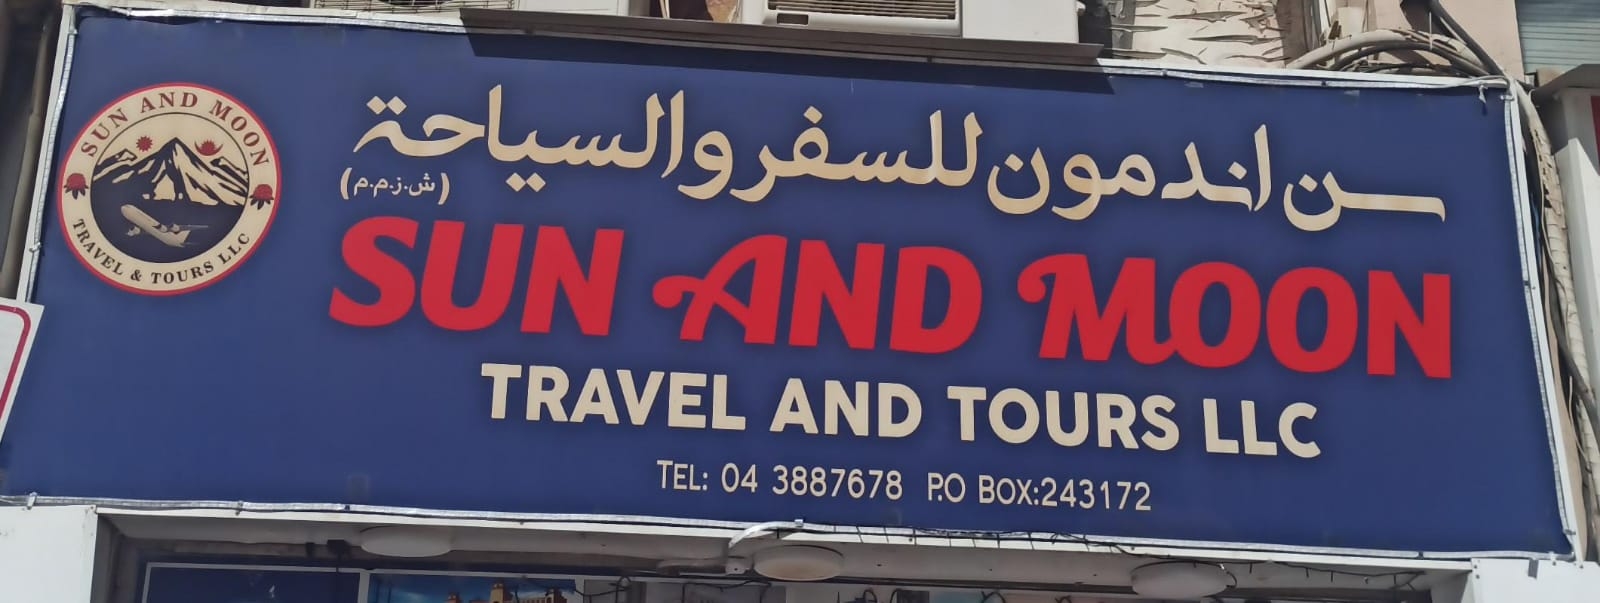 سن اندمون للسفر والسياحة
(ش.ز.م.م)
SUN AND MOON
TRAVEL AND TOURS LLC
TEL: 04 3887678 P.O BOX:243172
SUN AND MOON
TRAVEL & TOURS LLC